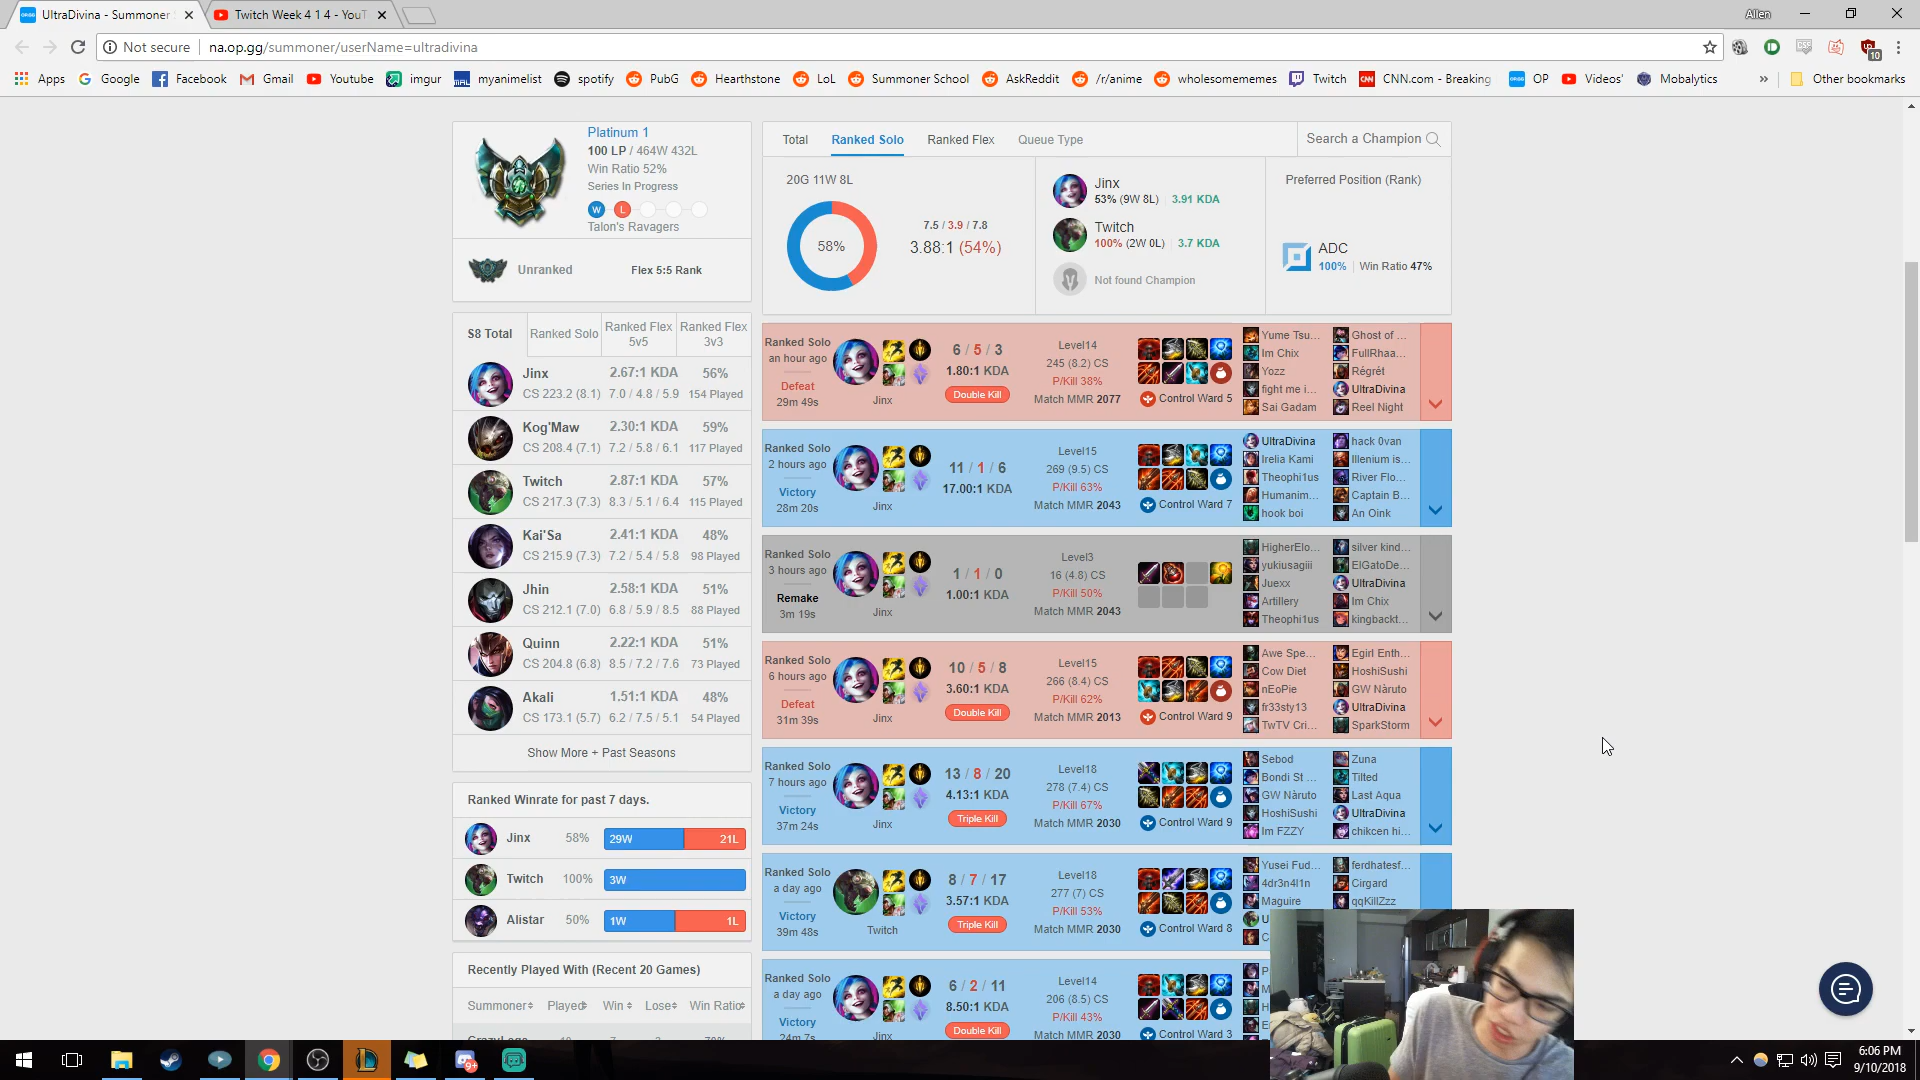 UltraDivina - Summoner
Twitch Week 4 1 4 - YouT
Allen
Not secure
na.op.gg/summoner/userName=ultradivina
10
Apps
Google
Facebook
Gmail
Youtube
imgur
myanimelist
spotify
PubG
Hearthstone
LoL
Summoner School
AskReddit
/r/anime
wholesomememes
Twitch
CNN.com - Breaking
OP
Videos'
Mobalytics
Other bookmarks
Platinum 1
100 LP / 464W 432L
Win Ratio 52%
Series In Progress
W L
Talon's Ravagers
Unranked
Flex 5:5 Rank
S8 Total
Ranked Solo
Ranked Flex 5v5
Ranked Flex 3v3
Jinx 2.67:1 KDA 56%
CS 223.2 (8.1) 7.0 / 4.8 / 5.9 154 Played
Kog'Maw 2.30:1 KDA 59%
CS 208.4 (7.1) 7.2 / 5.8 / 6.1 117 Played
Twitch 2.87:1 KDA 57%
CS 217.3 (7.3) 8.3 / 5.1 / 6.4 115 Played
Kai'Sa 2.41:1 KDA 48%
CS 215.9 (7.3) 7.2 / 5.4 / 5.8 98 Played
Jhin 2.58:1 KDA 51%
CS 212.1 (7.0) 6.8 / 5.9 / 8.5 88 Played
Quinn 2.22:1 KDA 51%
CS 204.8 (6.8) 8.5 / 7.2 / 7.6 73 Played
Akali 1.51:1 KDA 48%
CS 173.1 (5.7) 6.2 / 7.5 / 5.1 54 Played
Show More + Past Seasons
Ranked Winrate for past 7 days.
Jinx 58% 29W 21L
Twitch 100% 3W
Alistar 50% 1W 1L
Recently Played With (Recent 20 Games)
Summoner Played Win Lose Win Ratio
Total
Ranked Solo
Ranked Flex
Queue Type
Search a Champion
20G 11W 8L
58%
7.5 / 3.9 / 7.8
3.88:1 (54%)
Jinx
53% (9W 8L) 3.91 KDA
Twitch
100% (2W 0L) 3.7 KDA
Not found Champion
Preferred Position (Rank)
ADC
100% Win Ratio 47%
Ranked Solo
an hour ago
Defeat
29m 49s
Jinx
6 / 5 / 3
1.80:1 KDA
Double Kill
Level14
245 (8.2) CS
P/Kill 38%
Match MMR 2077
Control Ward 5
Yume Tsu... Ghost of ...
Im Chix FullRhaa...
Yozz Régrét
fight me i... UltraDivina
Sai Gadam Reel Night
Ranked Solo
2 hours ago
Victory
28m 20s
Jinx
11 / 1 / 6
17.00:1 KDA
Level15
269 (9.5) CS
P/Kill 63%
Match MMR 2043
Control Ward 7
UltraDivina hack 0van
Irelia Kami Illenium is...
Theophi1us River Flo...
Humanim... Captain B...
hook boi An Oink
Ranked Solo
3 hours ago
Remake
3m 19s
Jinx
1 / 1 / 0
1.00:1 KDA
Level3
16 (4.8) CS
P/Kill 50%
Match MMR 2043
HigherElo... silver kind...
yukiusagiii ElGatoDe...
Juexx UltraDivina
Artillery Im Chix
Theophi1us kingbackt...
Ranked Solo
6 hours ago
Defeat
31m 39s
Jinx
10 / 5 / 8
3.60:1 KDA
Double Kill
Level15
266 (8.4) CS
P/Kill 62%
Match MMR 2013
Control Ward 9
Awe Spe... Egirl Enth...
Cow Diet HoshiSushi
nEoPie GW Nàruto
fr33sty13 UltraDivina
TwTV Cri... SparkStorm
Ranked Solo
7 hours ago
Victory
37m 24s
Jinx
13 / 8 / 20
4.13:1 KDA
Triple Kill
Level18
278 (7.4) CS
P/Kill 67%
Match MMR 2030
Control Ward 9
Sebod Zuna
Bondi St ... Tilted
GW Nàruto Last Aqua
HoshiSushi UltraDivina
Im FZZY chikcen hi...
Ranked Solo
a day ago
Victory
39m 48s
Twitch
8 / 7 / 17
3.57:1 KDA
Triple Kill
Level18
277 (7) CS
P/Kill 53%
Match MMR 2030
Control Ward 8
Yusei Fud... ferdhatesf...
4dr3n4l1n Cirgard
Maguire qqKillZzz
Ranked Solo
a day ago
Victory
24m 7s
Jinx
6 / 2 / 11
8.50:1 KDA
Double Kill
Level14
206 (8.5) CS
P/Kill 43%
Match MMR 2030
Control Ward 3
9+
6:06 PM
9/10/2018